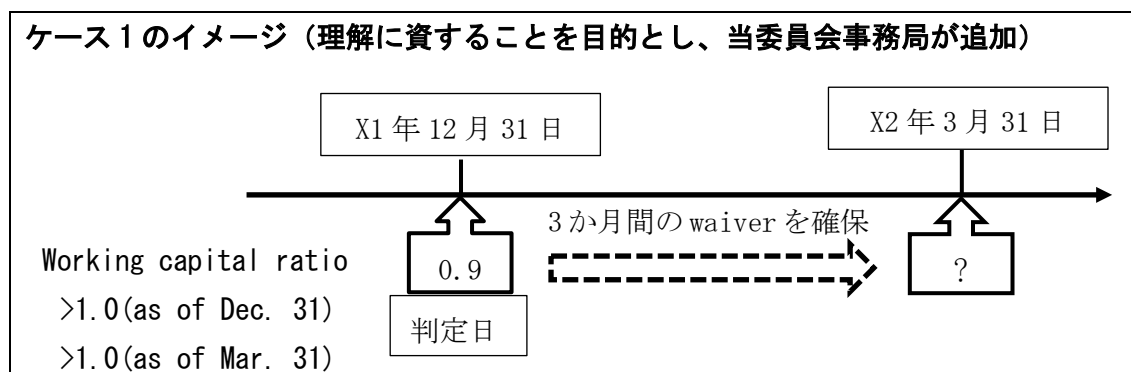 ケース１のイメージ（理解に資することを目的とし、当委員会事務局が追加）
X1 年 12 月 31 日
X2 年 3 月 31 日
3 か月間の waiver を確保
Working capital ratio
0.9
?
>1.0(as of Dec. 31)
判定日
>1.0(as of Mar. 31)